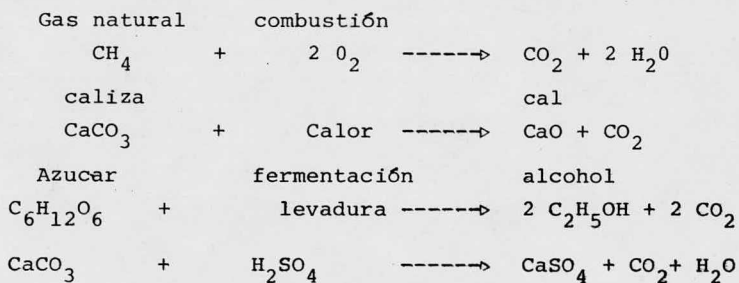 Gas natural combustión
CH4 + 2 O2 ------▷ CO2 + 2 H2O
caliza cal
CaCO3 + Calor ------▷ CaO + CO2
Azucar fermentación alcohol
C6H12O6 + levadura ------▷ 2 C2H5OH + 2 CO2
CaCO3 + H2SO4 ------▷ CaSO4 + CO2+ H2O